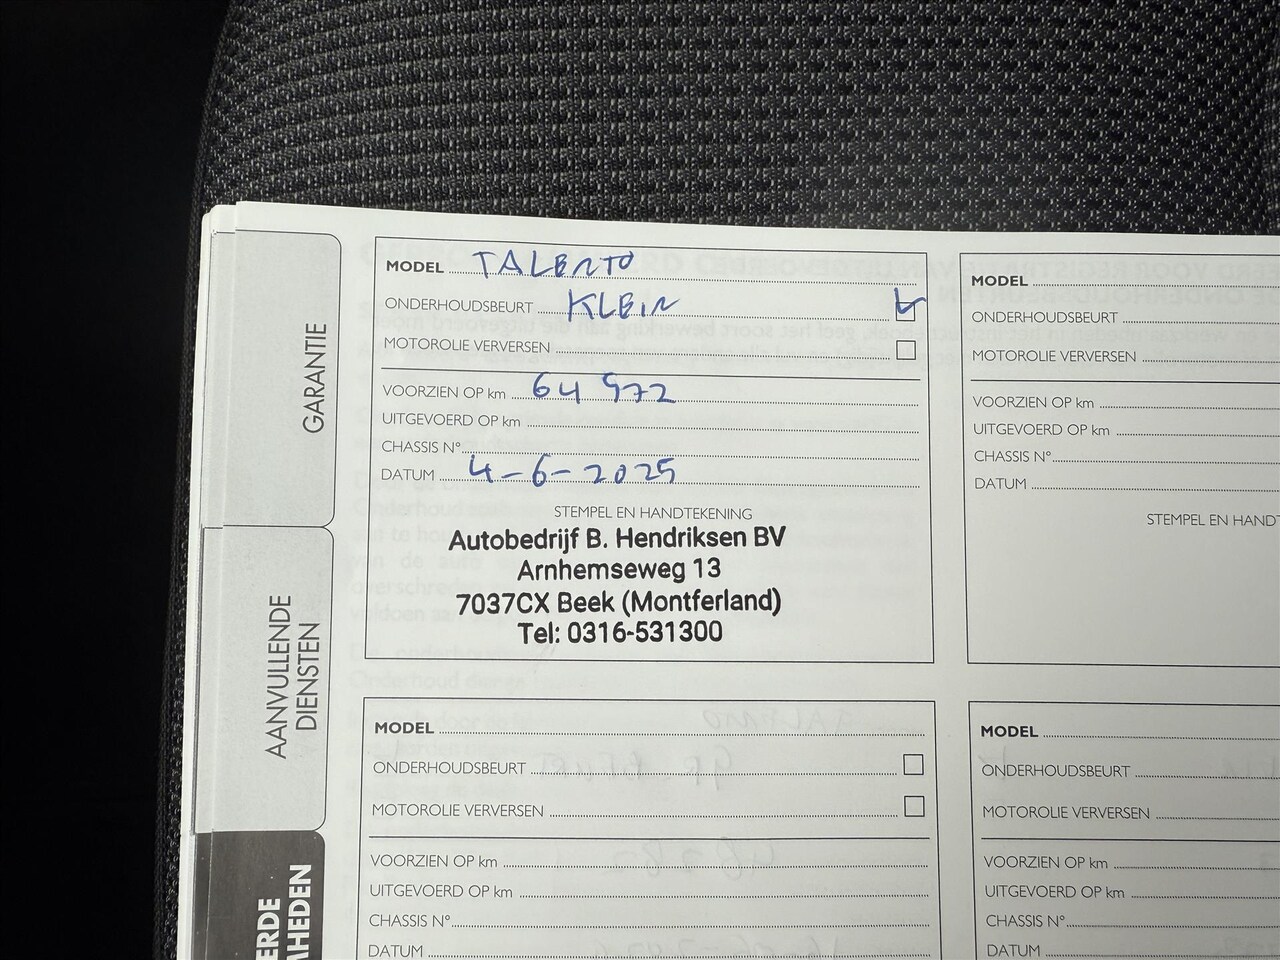 GARANTIE
AANVULLENDE
DIENSTEN
MODEL TALENTO
ONDERHOUDSBEURT KLEIN
MOTOROLIE VERVERSEN
VOORZIEN OP km 64 972
UITGEVOERD OP km
CHASSIS N°
DATUM 4-6-2025
STEMPEL EN HANDTEKENING
Autobedrijf B. Hendriksen BV
Arnhemseweg 13
7037CX Beek (Montferland)
Tel: 0316-531300
MODEL
ONDERHOUDSBEURT
MOTOROLIE VERVERSEN
VOORZIEN OP km
UITGEVOERD OP km
CHASSIS N°
DATUM
STEMPEL EN HANDT
MODEL
ONDERHOUDSBEURT
MOTOROLIE VERVERSEN
VOORZIEN OP km
UITGEVOERD OP km
CHASSIS N°
DATUM
MODEL
ONDERHOUDSBEURT
MOTOROLIE VERVERSEN
VOORZIEN OP km
UITGEVOERD OP km
CHASSIS N°
DATUM